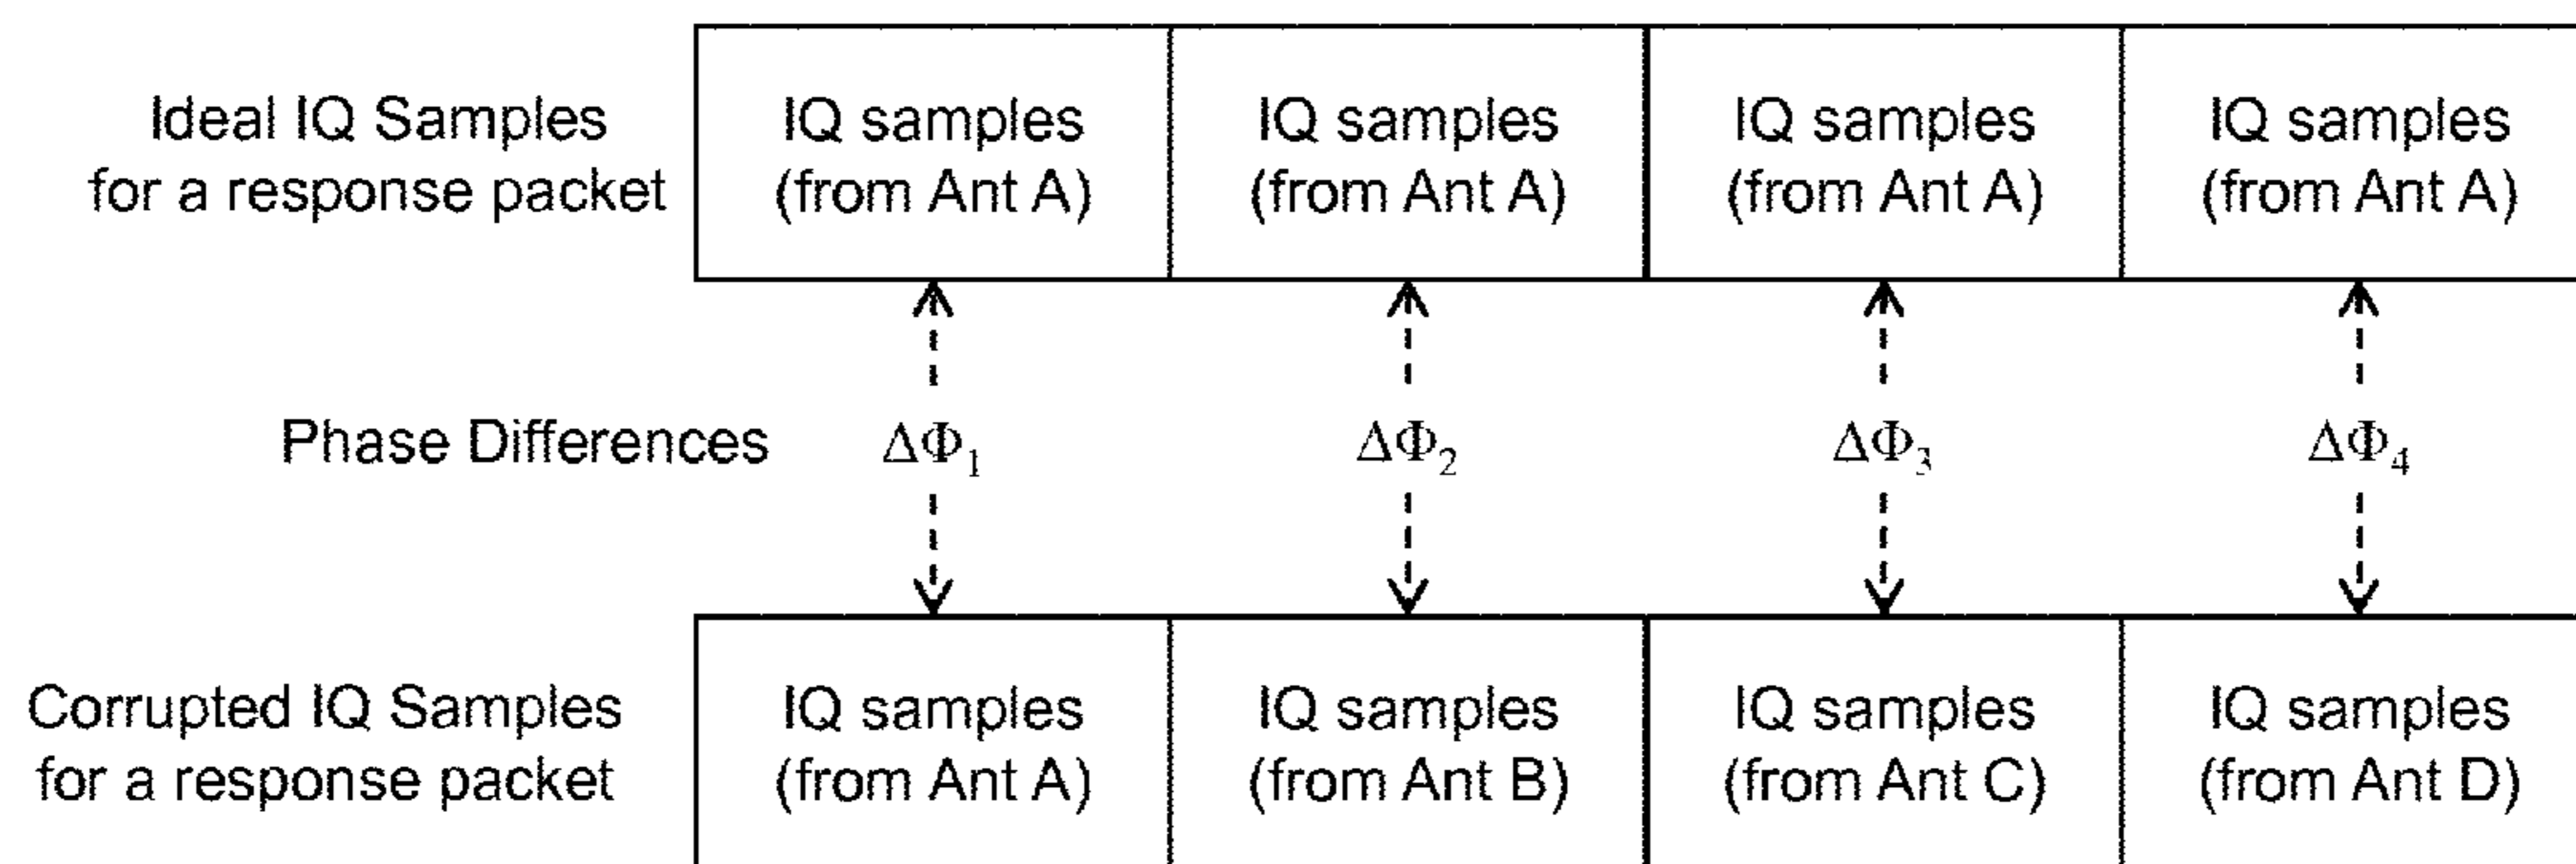 Ideal IQ Samples
for a response packet
IQ samples
(from Ant A)
IQ samples
(from Ant A)
IQ samples
(from Ant A)
IQ samples
(from Ant A)
Phase Differences
ΔΦ₁
ΔΦ₂
ΔΦ₃
ΔΦ₄
Corrupted IQ Samples
for a response packet
IQ samples
(from Ant A)
IQ samples
(from Ant B)
IQ samples
(from Ant C)
IQ samples
(from Ant D)